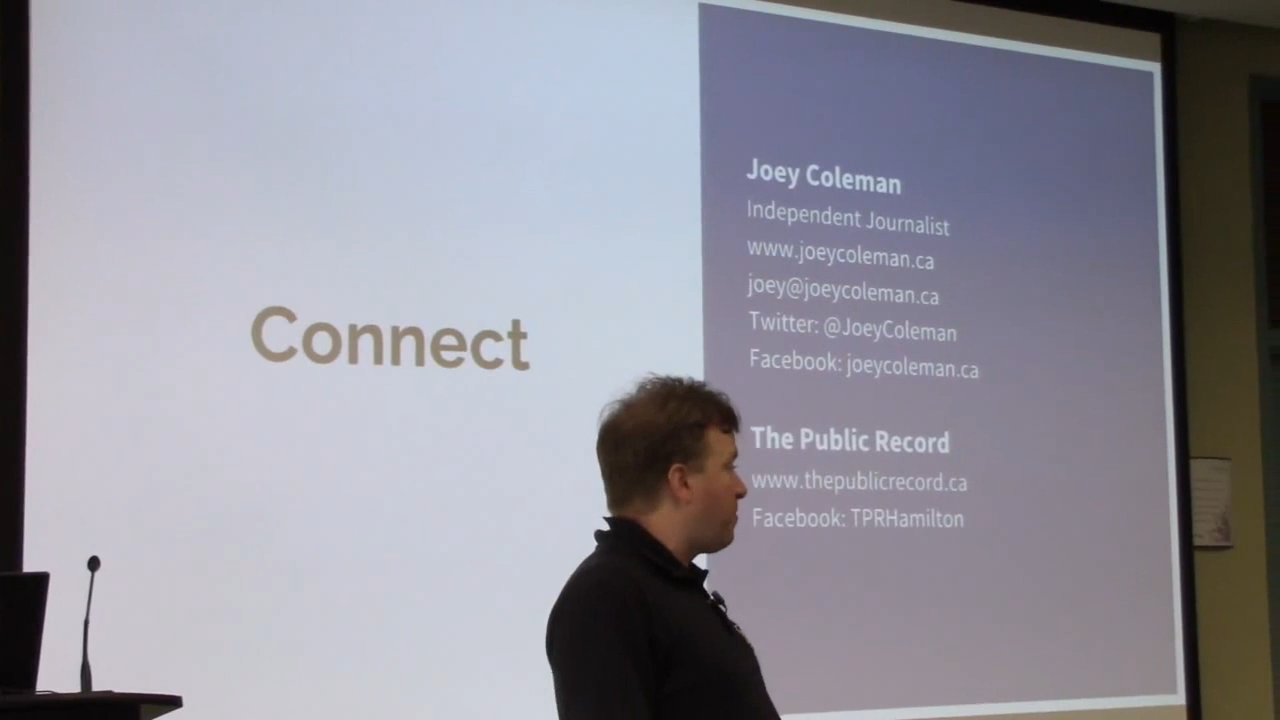 Connect
Joey Coleman
Independent Journalist
www.joeycoleman.ca
joey@joeycoleman.ca
Twitter: @JoeyColeman
Facebook: joeycoleman.ca
The Public Record
www.thepublicrecord.ca
Facebook: TPRHamilton